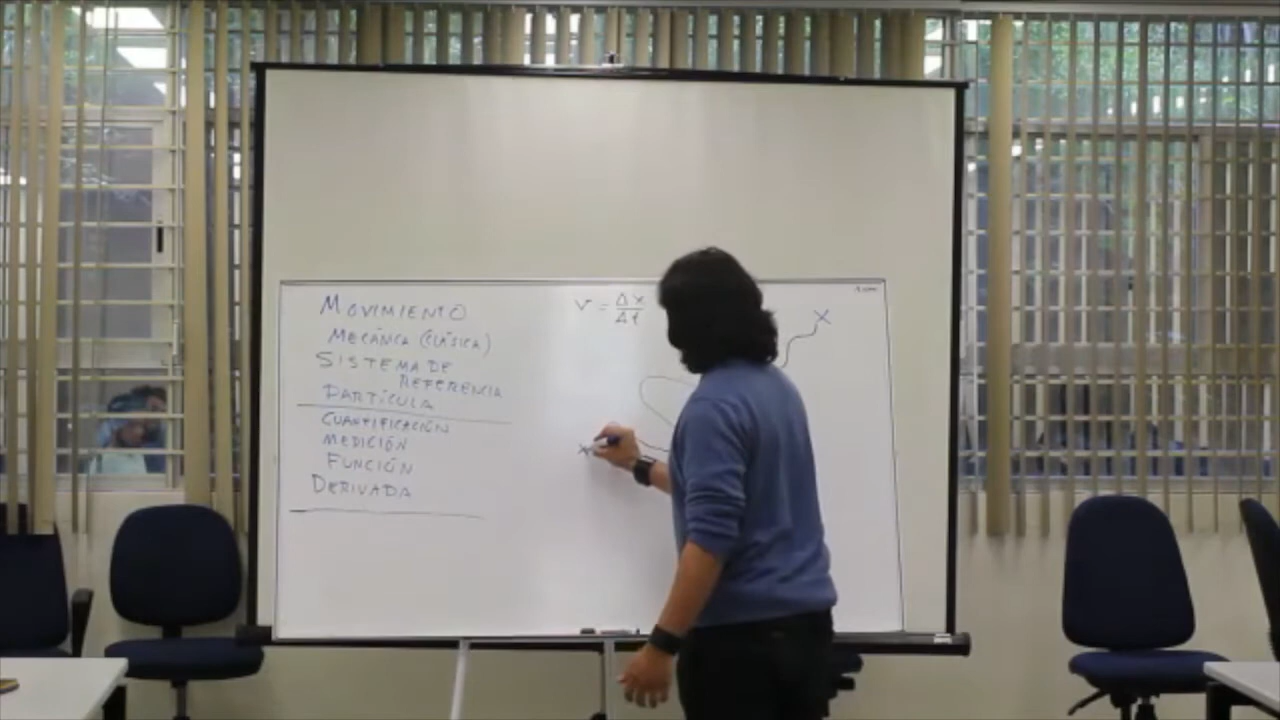 MOVIMIENTO
MECÁNICA (CLÁSICA)
SISTEMA DE
REFERENCIA
PARTÍCULA
CUANTIFICACIÓN
MEDICIÓN
FUNCIÓN
DERIVADA
V = Δx/Δt
X
x